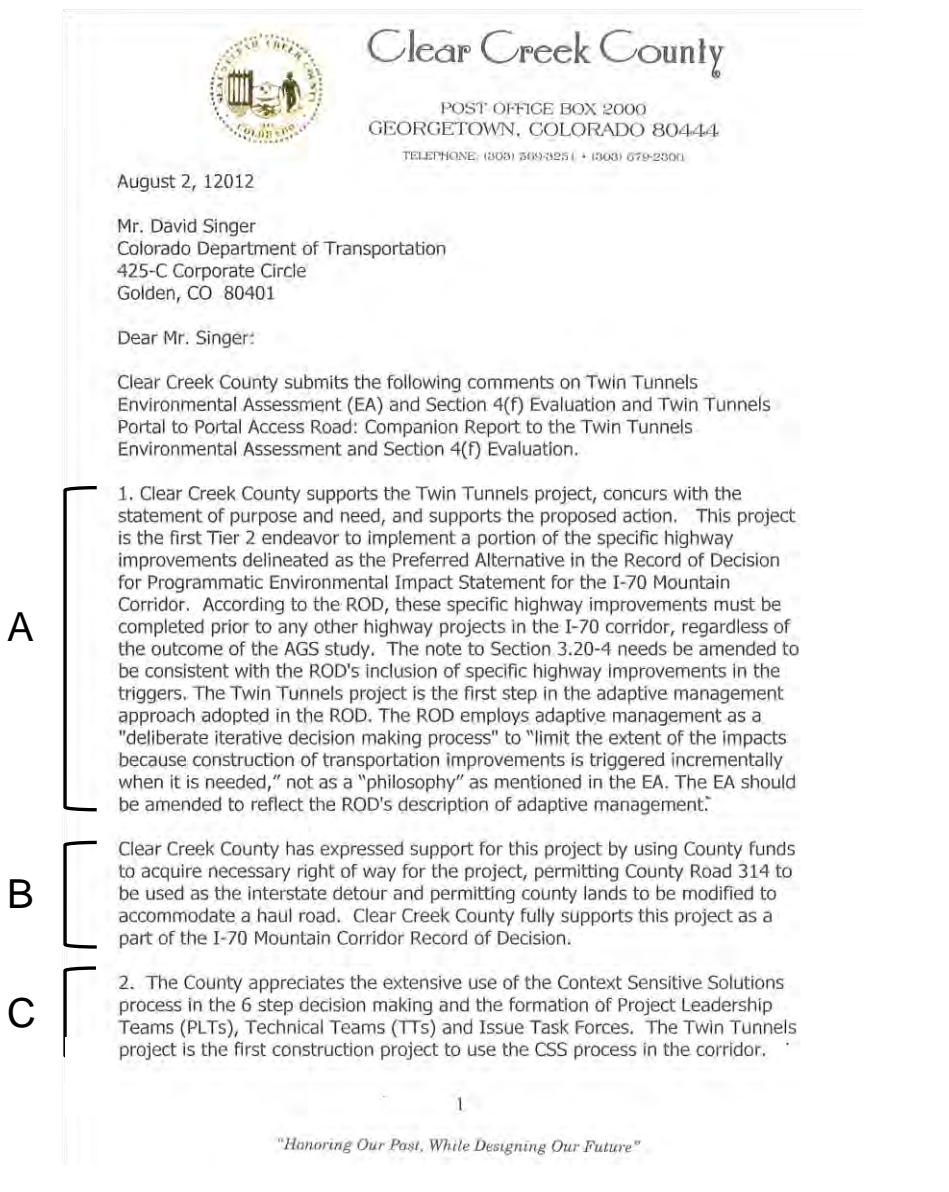 Clear Creek County
POST OFFICE BOX 2000
GEORGETOWN, COLORADO 80444
TELEPHONE: (303) 569-3251 • (303) 679-2300
August 2, 12012
Mr. David Singer
Colorado Department of Transportation
425-C Corporate Circle
Golden, CO 80401
Dear Mr. Singer:
Clear Creek County submits the following comments on Twin Tunnels
Environmental Assessment (EA) and Section 4(f) Evaluation and Twin Tunnels
Portal to Portal Access Road: Companion Report to the Twin Tunnels
Environmental Assessment and Section 4(f) Evaluation.
A
1. Clear Creek County supports the Twin Tunnels project, concurs with the
statement of purpose and need, and supports the proposed action. This project
is the first Tier 2 endeavor to implement a portion of the specific highway
improvements delineated as the Preferred Alternative in the Record of Decision
for Programmatic Environmental Impact Statement for the I-70 Mountain
Corridor. According to the ROD, these specific highway improvements must be
completed prior to any other highway projects in the I-70 corridor, regardless of
the outcome of the AGS study. The note to Section 3.20-4 needs be amended to
be consistent with the ROD's inclusion of specific highway improvements in the
triggers. The Twin Tunnels project is the first step in the adaptive management
approach adopted in the ROD. The ROD employs adaptive management as a
"deliberate iterative decision making process" to "limit the extent of the impacts
because construction of transportation improvements is triggered incrementally
when it is needed," not as a "philosophy" as mentioned in the EA. The EA should
be amended to reflect the ROD's description of adaptive management.
B
Clear Creek County has expressed support for this project by using County funds
to acquire necessary right of way for the project, permitting County Road 314 to
be used as the interstate detour and permitting county lands to be modified to
accommodate a haul road. Clear Creek County fully supports this project as a
part of the I-70 Mountain Corridor Record of Decision.
C
2. The County appreciates the extensive use of the Context Sensitive Solutions
process in the 6 step decision making and the formation of Project Leadership
Teams (PLTs), Technical Teams (TTs) and Issue Task Forces. The Twin Tunnels
project is the first construction project to use the CSS process in the corridor.
1
"Honoring Our Past, While Designing Our Future"